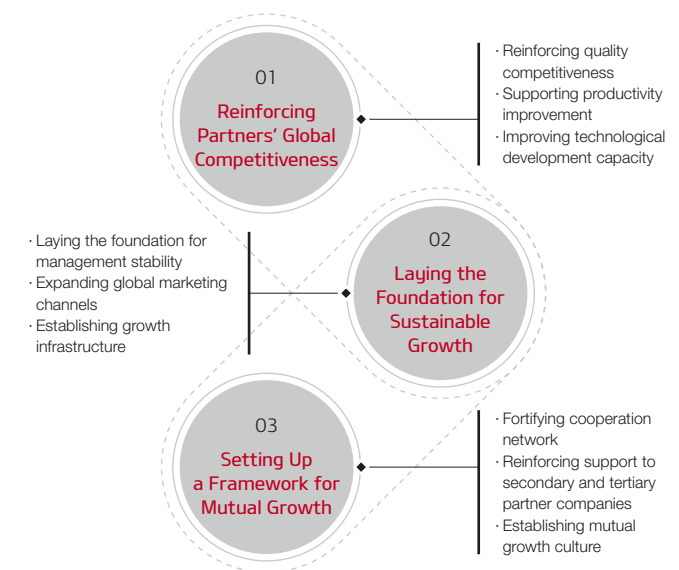 01
Reinforcing
Partners' Global
Competitiveness
· Reinforcing quality
competitiveness
· Supporting productivity
improvement
· Improving technological
development capacity
02
Laying the
Foundation for
Sustainable
Growth
· Laying the foundation for
management stability
· Expanding global marketing
channels
· Establishing growth
infrastructure
03
Setting Up
a Framework for
Mutual Growth
· Fortifying cooperation
network
· Reinforcing support to
secondary and tertiary
partner companies
· Establishing mutual
growth culture